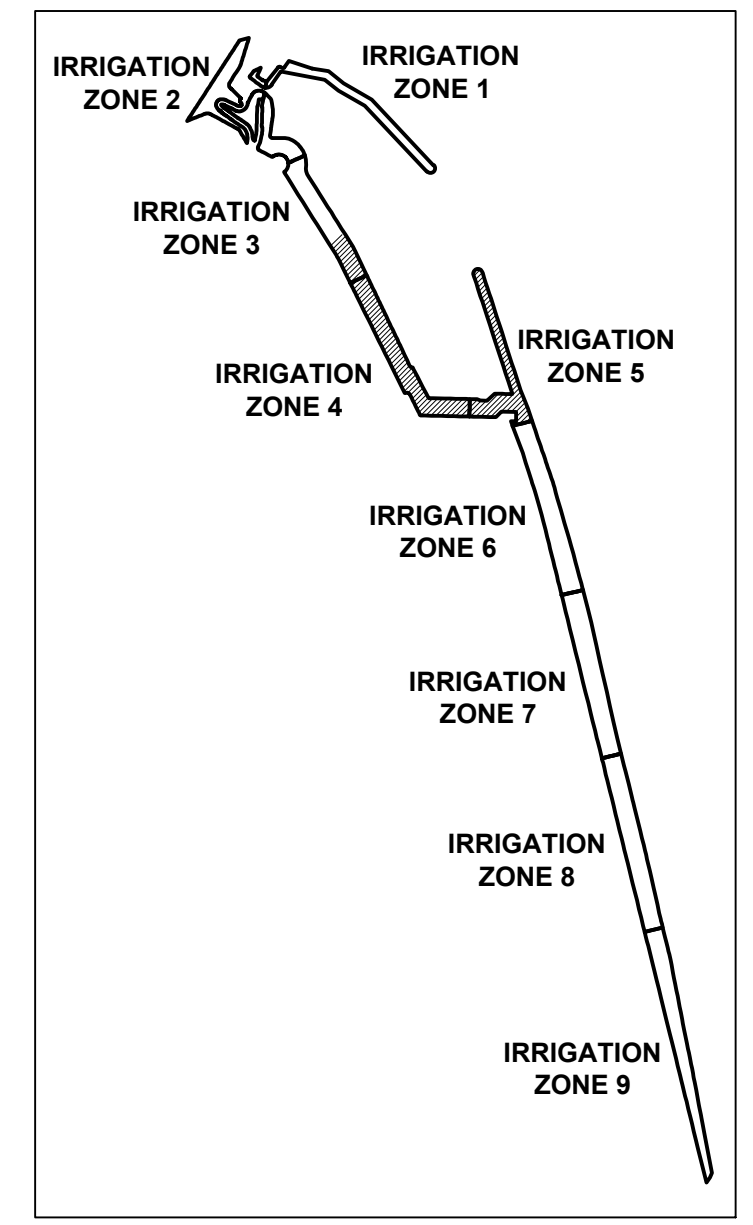 IRRIGATION
ZONE 1
IRRIGATION
ZONE 2
IRRIGATION
ZONE 3
IRRIGATION
ZONE 4
IRRIGATION
ZONE 5
IRRIGATION
ZONE 6
IRRIGATION
ZONE 7
IRRIGATION
ZONE 8
IRRIGATION
ZONE 9